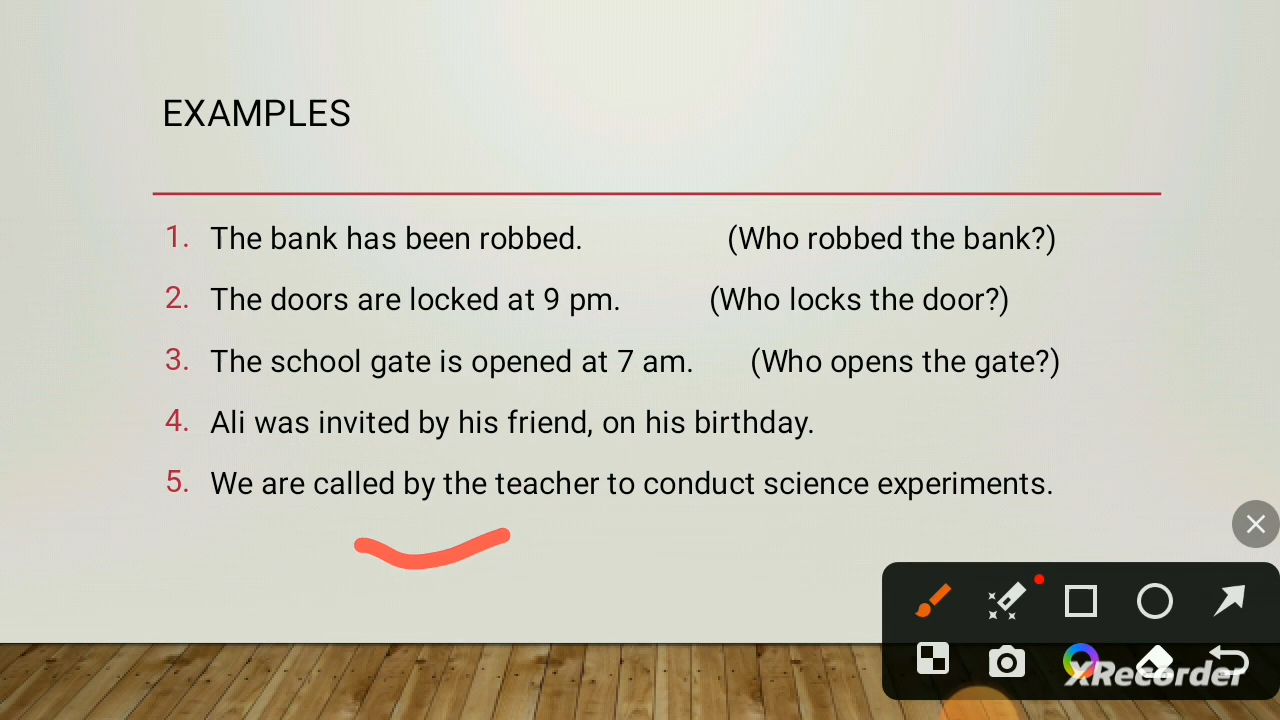 EXAMPLES
1. The bank has been robbed. (Who robbed the bank?)
2. The doors are locked at 9 pm. (Who locks the door?)
3. The school gate is opened at 7 am. (Who opens the gate?)
4. Ali was invited by his friend, on his birthday.
5. We are called by the teacher to conduct science experiments.
XRecorder